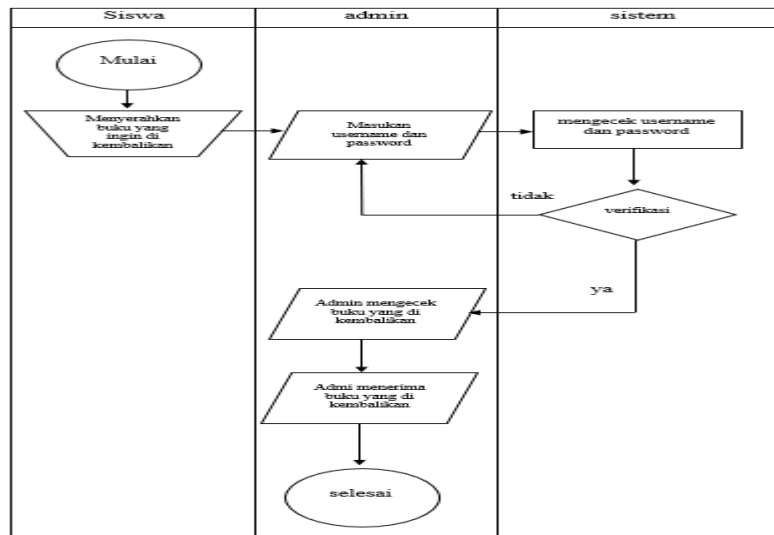 Siswa
admin
sistem
Mulai
Menyerahkan
buku yang
ingin di
kembalikan
Masukan
username dan
password
mengecek username
dan password
tidak
verifikasi
ya
Admin mengecek
buku yang di
kembalikan
Admi menerima
buku yang di
kembalikan
selesai